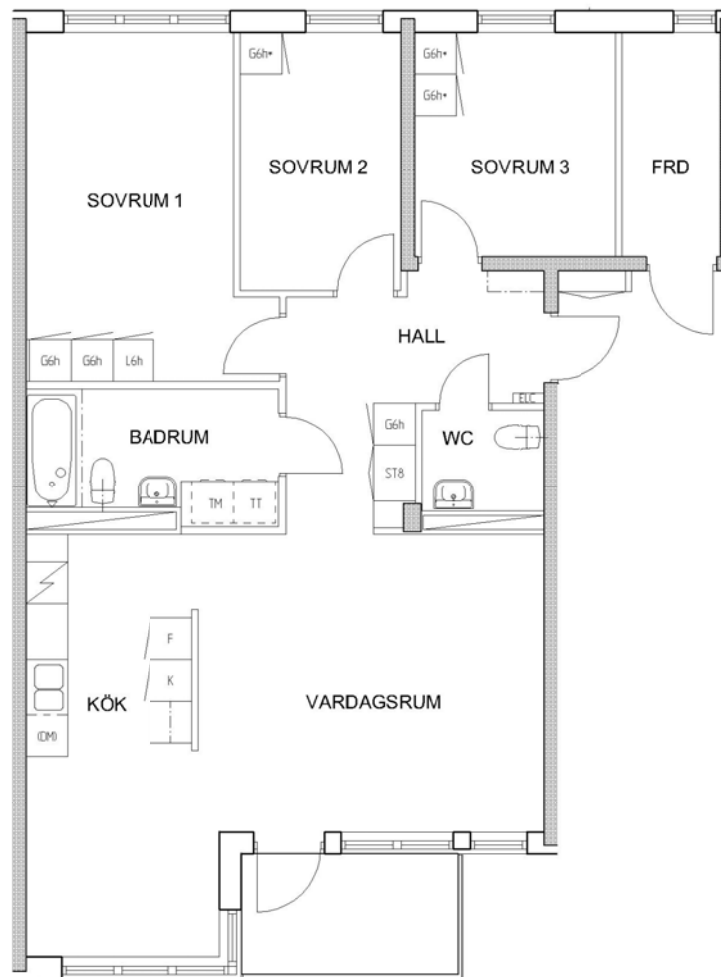 G6h*
G6h*
G6h*
SOVRUM 1
SOVRUM 2
SOVRUM 3
FRD
HALL
G6h
G6h
L6h
ELC
BADRUM
G6h
WC
ST8
TM
TT
F
K
KÖK
VARDAGSRUM
(DM)